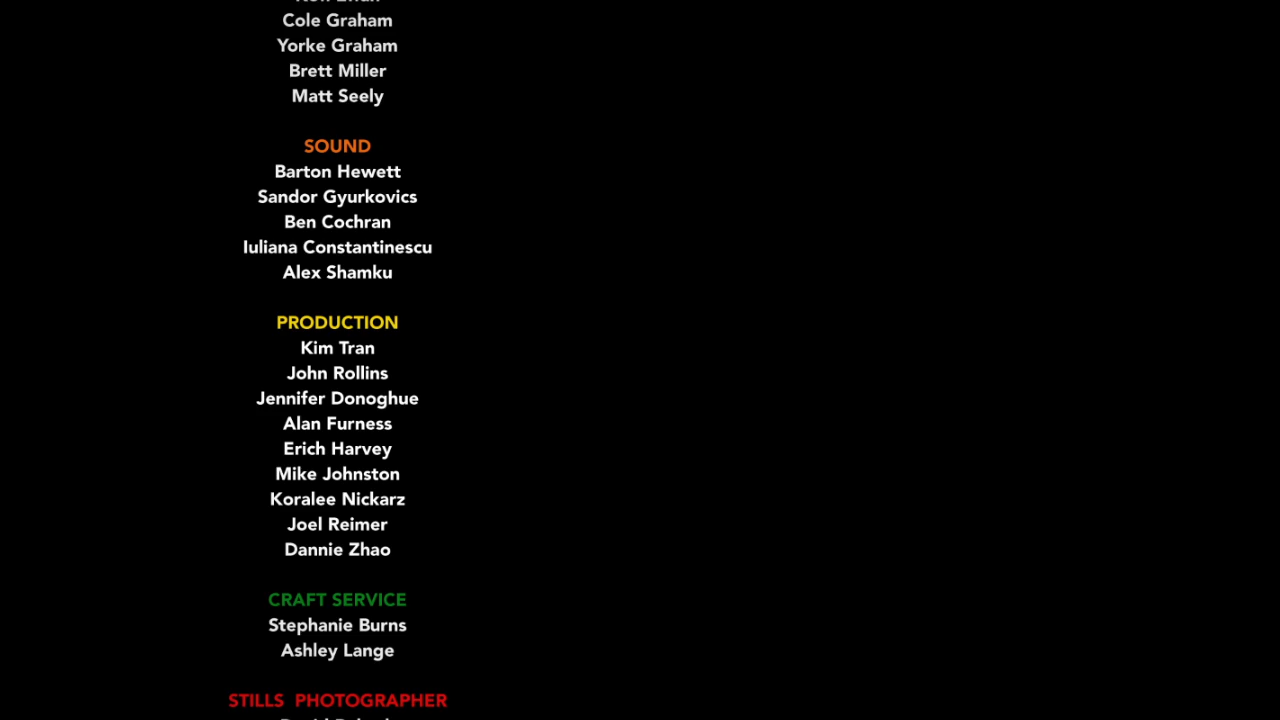 Cole Graham
Yorke Graham
Brett Miller
Matt Seely
SOUND
Barton Hewett
Sandor Gyurkovics
Ben Cochran
Iuliana Constantinescu
Alex Shamku
PRODUCTION
Kim Tran
John Rollins
Jennifer Donoghue
Alan Furness
Erich Harvey
Mike Johnston
Koralee Nickarz
Joel Reimer
Dannie Zhao
CRAFT SERVICE
Stephanie Burns
Ashley Lange
STILLS PHOTOGRAPHER